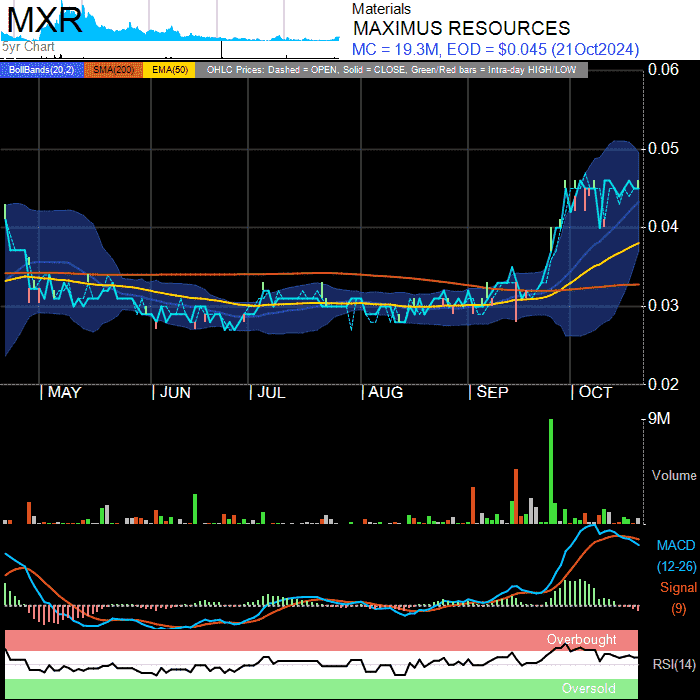 MXR
5yr Chart
Materials
MAXIMUS RESOURCES
MC = 19.3M, EOD = $0.045 (21Oct2024)
BollBands(20,2) SMA(200) EMA(50) OHLC Prices: Dashed = OPEN, Solid = CLOSE, Green/Red bars = Intra-day HIGH/LOW
0.06
0.05
0.04
0.03
0.02
MAY JUN JUL AUG SEP OCT
9M
Volume
MACD
(12-26)
Signal
(9)
Overbought
RSI(14)
Oversold